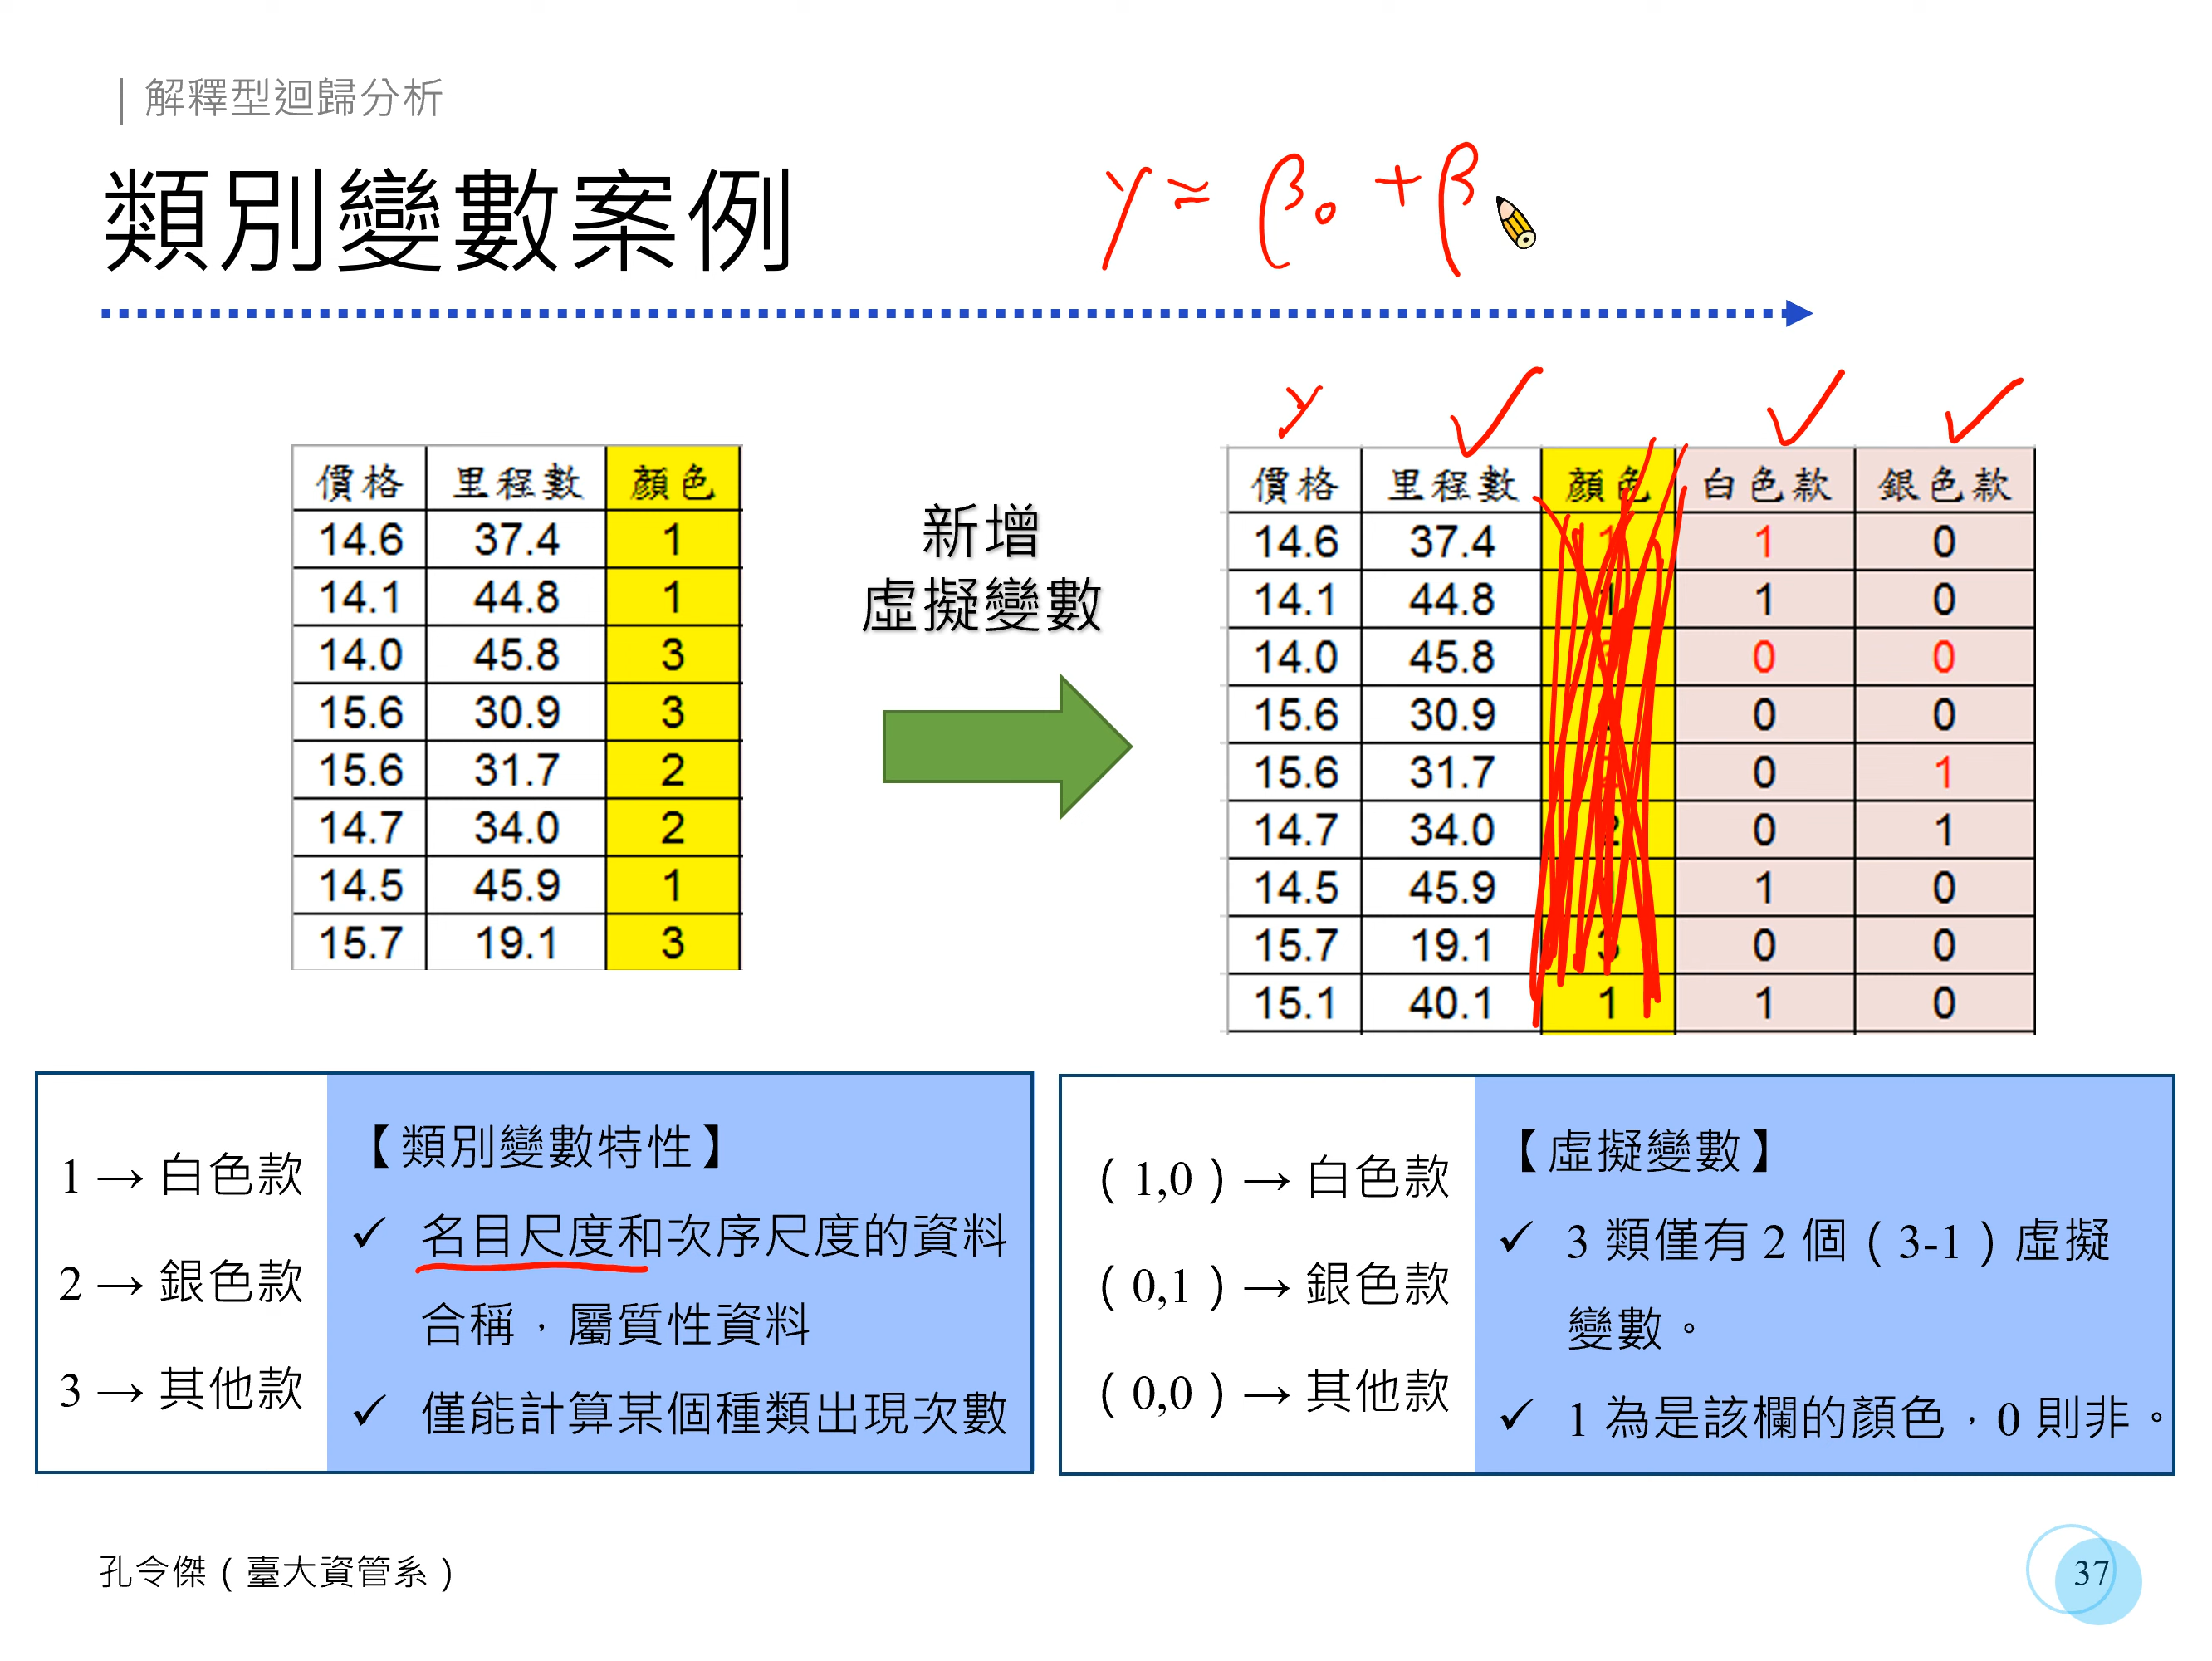 解釋型迴歸分析
類別變數案例
y ≈ β0 + β
y
價格 里程數 顏色
14.6 37.4 1
14.1 44.8 1
14.0 45.8 3
15.6 30.9 3
15.6 31.7 2
14.7 34.0 2
14.5 45.9 1
15.7 19.1 3
新增
虛擬變數
價格 里程數 顏色 白色款 銀色款
14.6 37.4 1 1 0
14.1 44.8 1 1 0
14.0 45.8 3 0 0
15.6 30.9 0 0
15.6 31.7 2 0 1
14.7 34.0 2 0 1
14.5 45.9 1 0
15.7 19.1 3 0 0
15.1 40.1 1 1 0
1 → 白色款
2 → 銀色款
3 → 其他款
【類別變數特性】
✓ 名目尺度和次序尺度的資料
合稱，屬質性資料
✓ 僅能計算某個種類出現次數
（1,0）→ 白色款
（0,1）→ 銀色款
（0,0）→ 其他款
【虛擬變數】
✓ 3 類僅有 2 個（3-1）虛擬
變數。
✓ 1 為是該欄的顏色，0 則非。
孔令傑（臺大資管系）
37